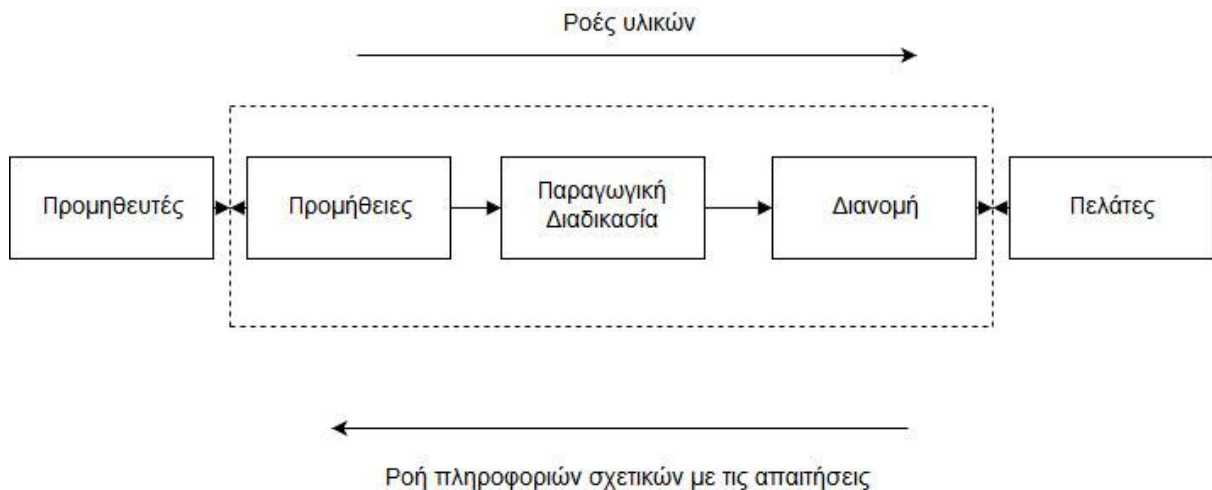 Ροές υλικών
Προμηθευτές
Προμήθειες
Παραγωγική
Διαδικασία
Διανομή
Πελάτες
Ροή πληροφοριών σχετικών με τις απαιτήσεις